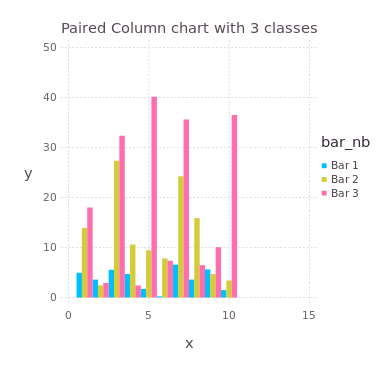 Paired Column chart with 3 classes
50
40
30
20
10
0
y
0 5 10 15
x
bar_nb
Bar 1
Bar 2
Bar 3